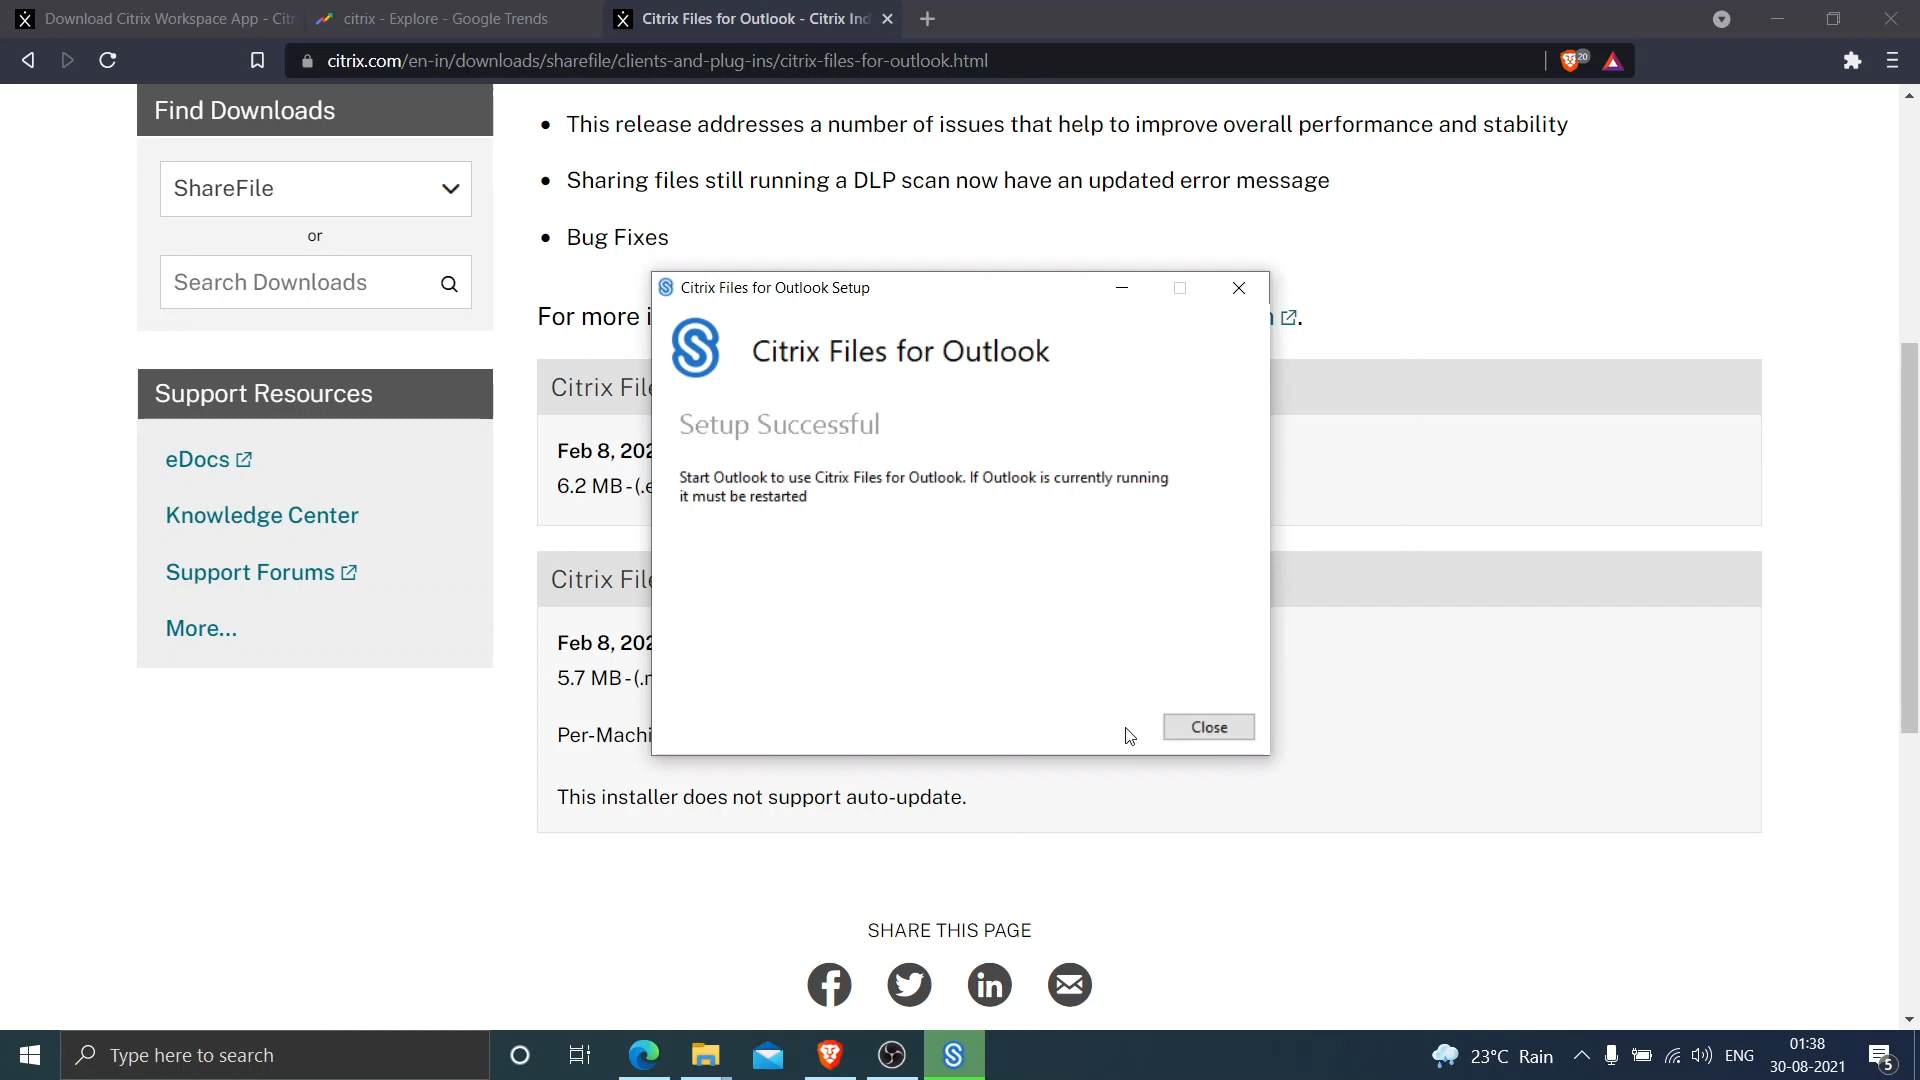 Download Citrix Workspace App - Citr
citrix - Explore - Google Trends
Citrix Files for Outlook - Citrix Ind
citrix.com/en-in/downloads/sharefile/clients-and-plug-ins/citrix-files-for-outlook.html
20
Find Downloads
ShareFile
or
Search Downloads
Support Resources
eDocs
Knowledge Center
Support Forums
More...
This release addresses a number of issues that help to improve overall performance and stability
Sharing files still running a DLP scan now have an updated error message
Bug Fixes
For more i
.
Citrix File
Feb 8, 202
6.2 MB - (.e
Citrix File
Feb 8, 202
5.7 MB - (.m
Per-Machi
This installer does not support auto-update.
Citrix Files for Outlook Setup
Citrix Files for Outlook
Setup Successful
Start Outlook to use Citrix Files for Outlook. If Outlook is currently running
it must be restarted
Close
SHARE THIS PAGE
Type here to search
23°C Rain
ENG
01:38
30-08-2021
5